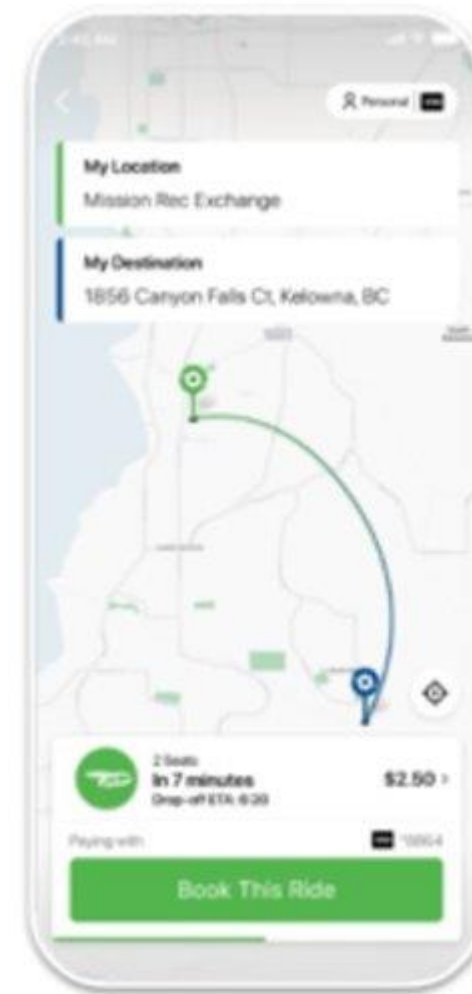 Personal
My Location
Mission Rec Exchange
My Destination
1856 Canyon Falls Ct, Kelowna, BC
2 Seats
In 7 minutes
$2.50 >
Drop-off ETA: 6:20
Paying with
Book This Ride